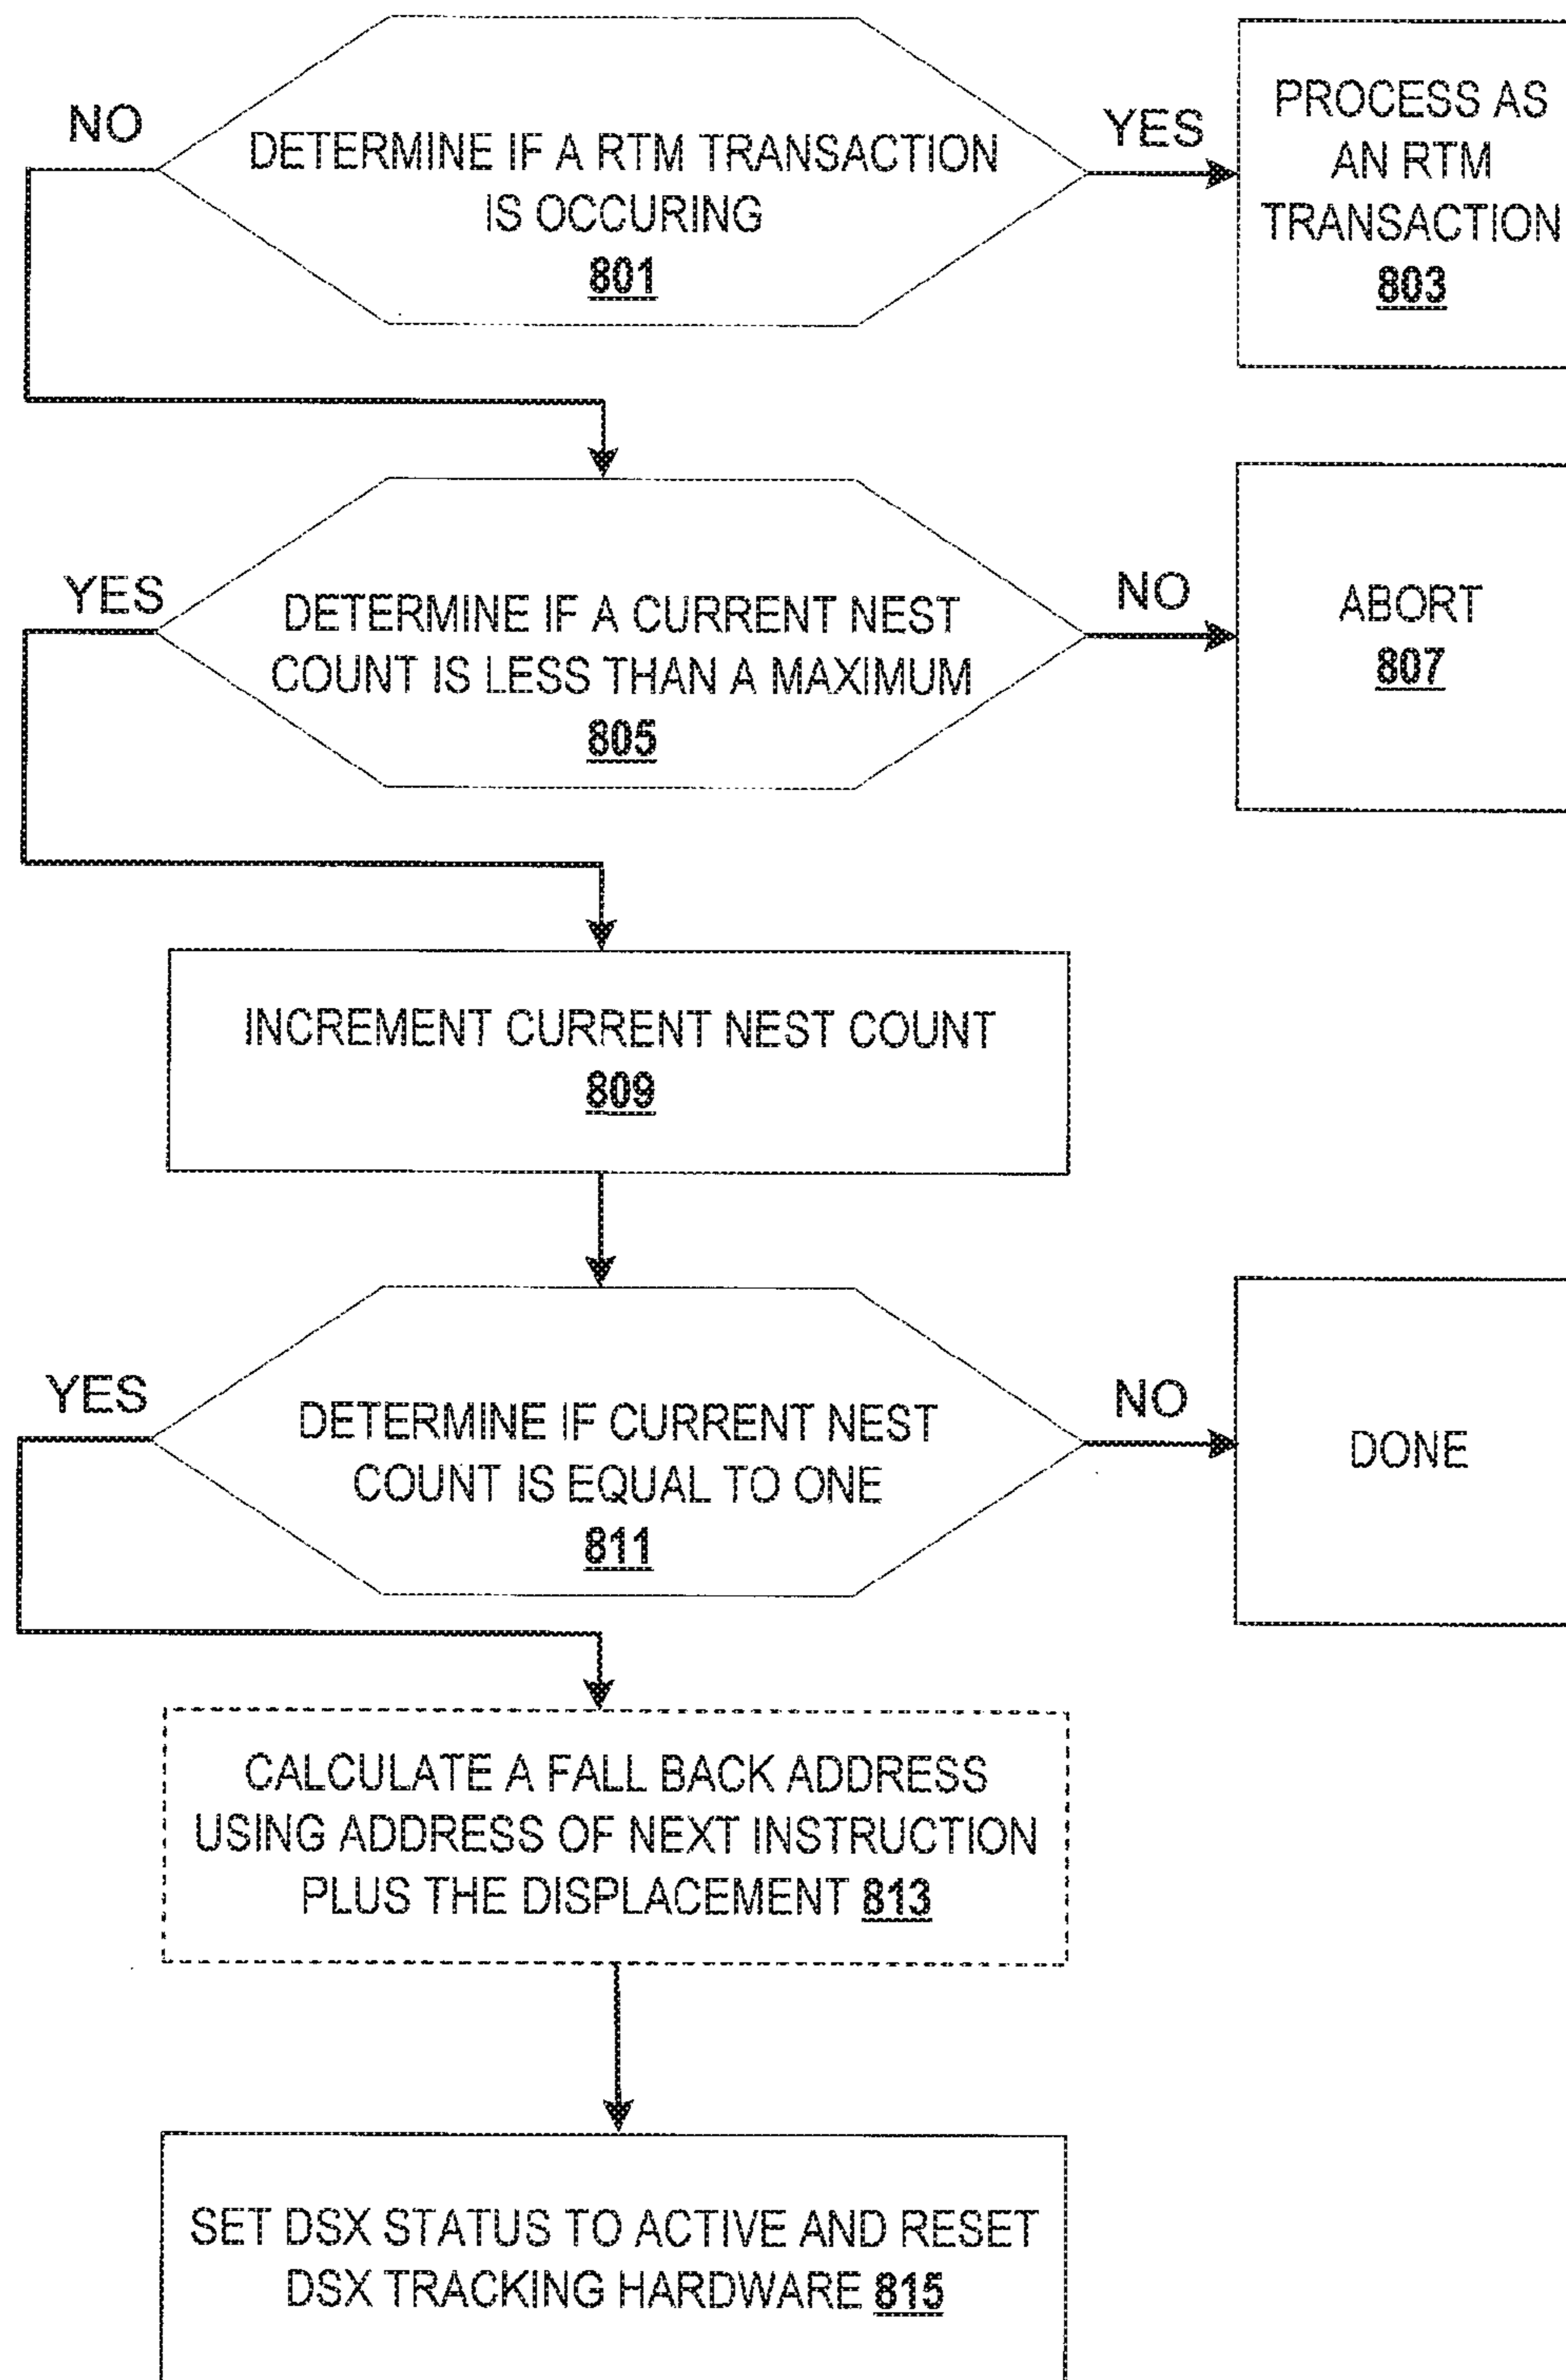 NO
DETERMINE IF A RTM TRANSACTION
IS OCCURING
801
YES
PROCESS AS
AN RTM
TRANSACTION
803
YES
DETERMINE IF A CURRENT NEST
COUNT IS LESS THAN A MAXIMUM
805
NO
ABORT
807
INCREMENT CURRENT NEST COUNT
809
YES
DETERMINE IF CURRENT NEST
COUNT IS EQUAL TO ONE
811
NO
DONE
CALCULATE A FALL BACK ADDRESS
USING ADDRESS OF NEXT INSTRUCTION
PLUS THE DISPLACEMENT 813
SET DSX STATUS TO ACTIVE AND RESET
DSX TRACKING HARDWARE 815